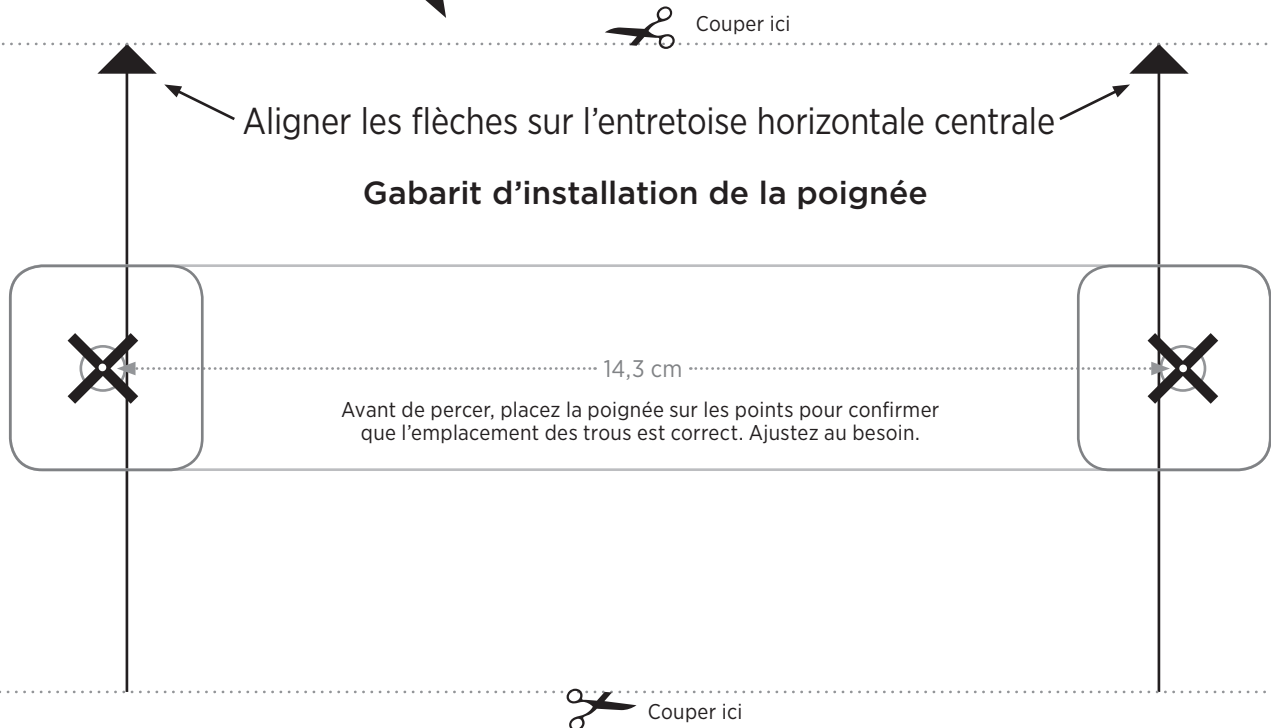 Couper ici
Aligner les flèches sur l’entretoise horizontale centrale
Gabarit d’installation de la poignée
14,3 cm
Avant de percer, placez la poignée sur les points pour confirmer
que l’emplacement des trous est correct. Ajustez au besoin.
Couper ici